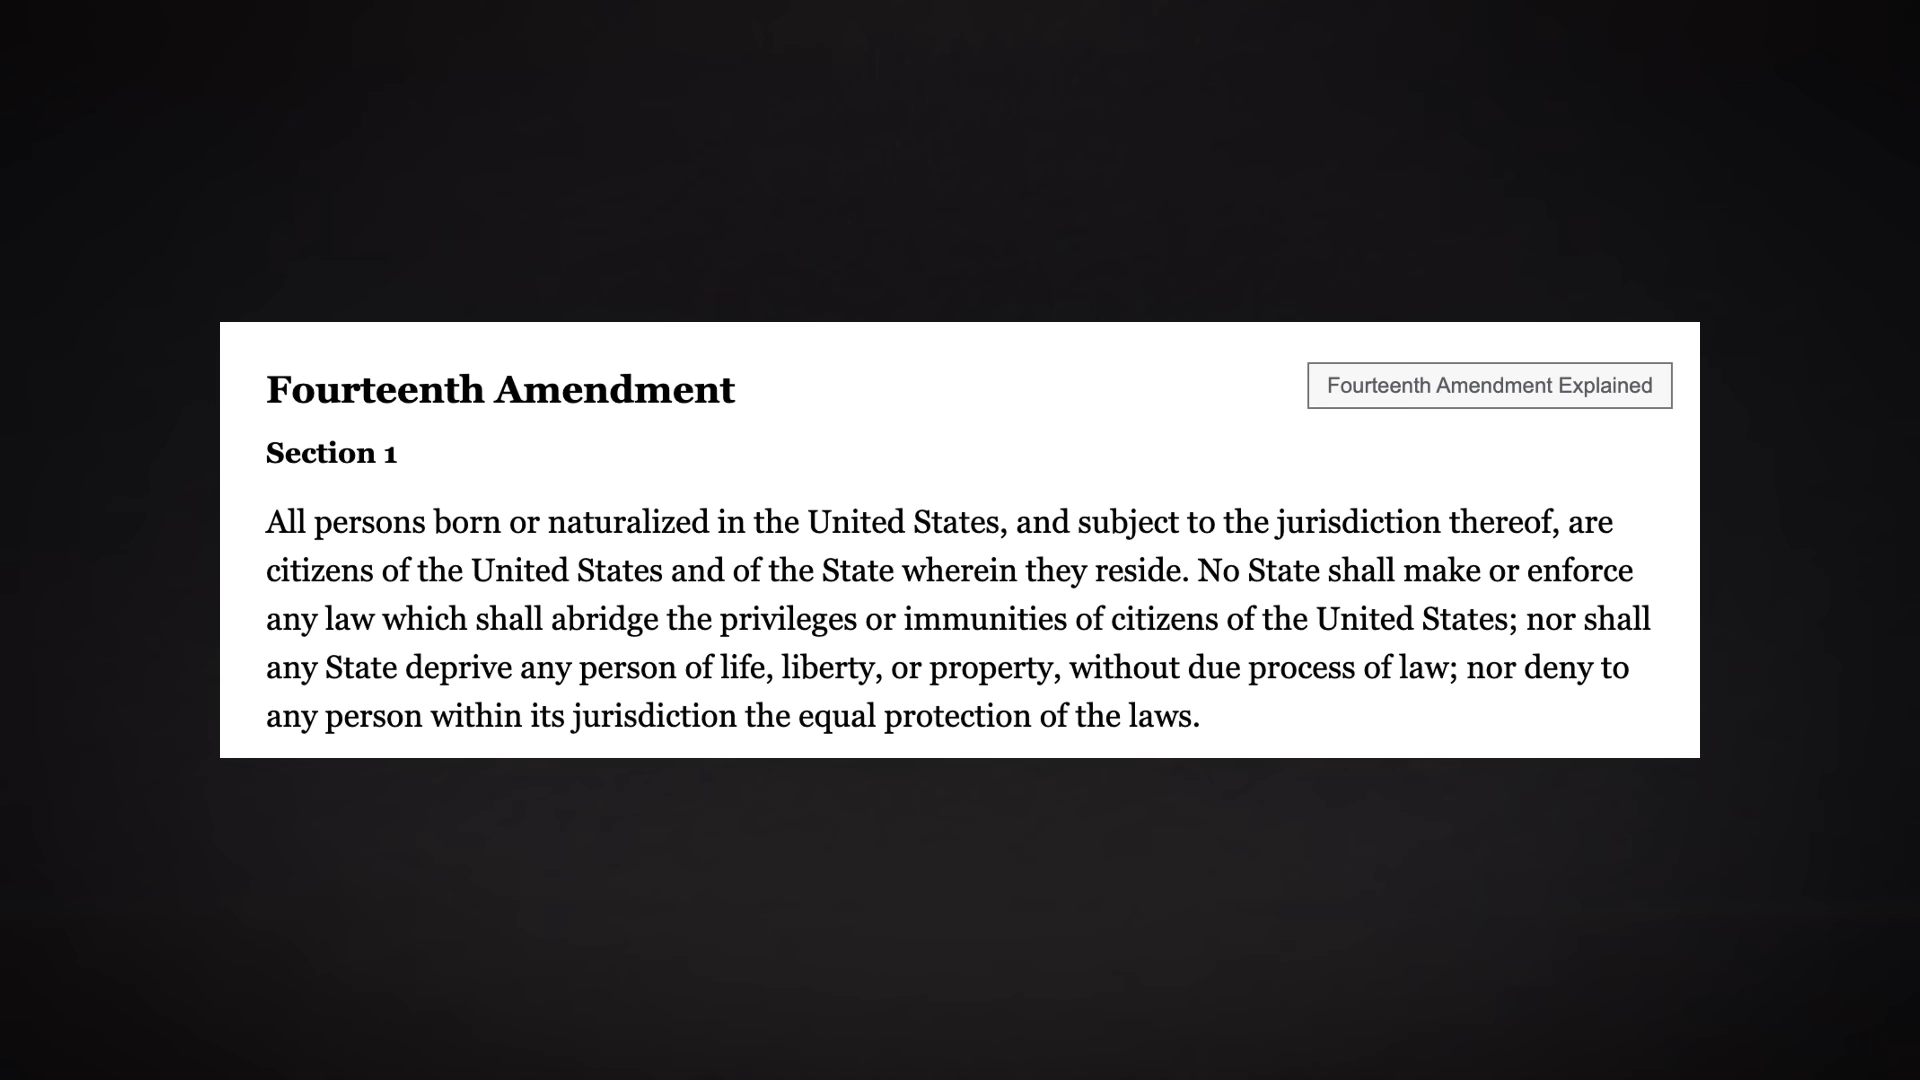 Fourteenth Amendment
Fourteenth Amendment Explained
Section 1
All persons born or naturalized in the United States, and subject to the jurisdiction thereof, are
citizens of the United States and of the State wherein they reside. No State shall make or enforce
any law which shall abridge the privileges or immunities of citizens of the United States; nor shall
any State deprive any person of life, liberty, or property, without due process of law; nor deny to
any person within its jurisdiction the equal protection of the laws.